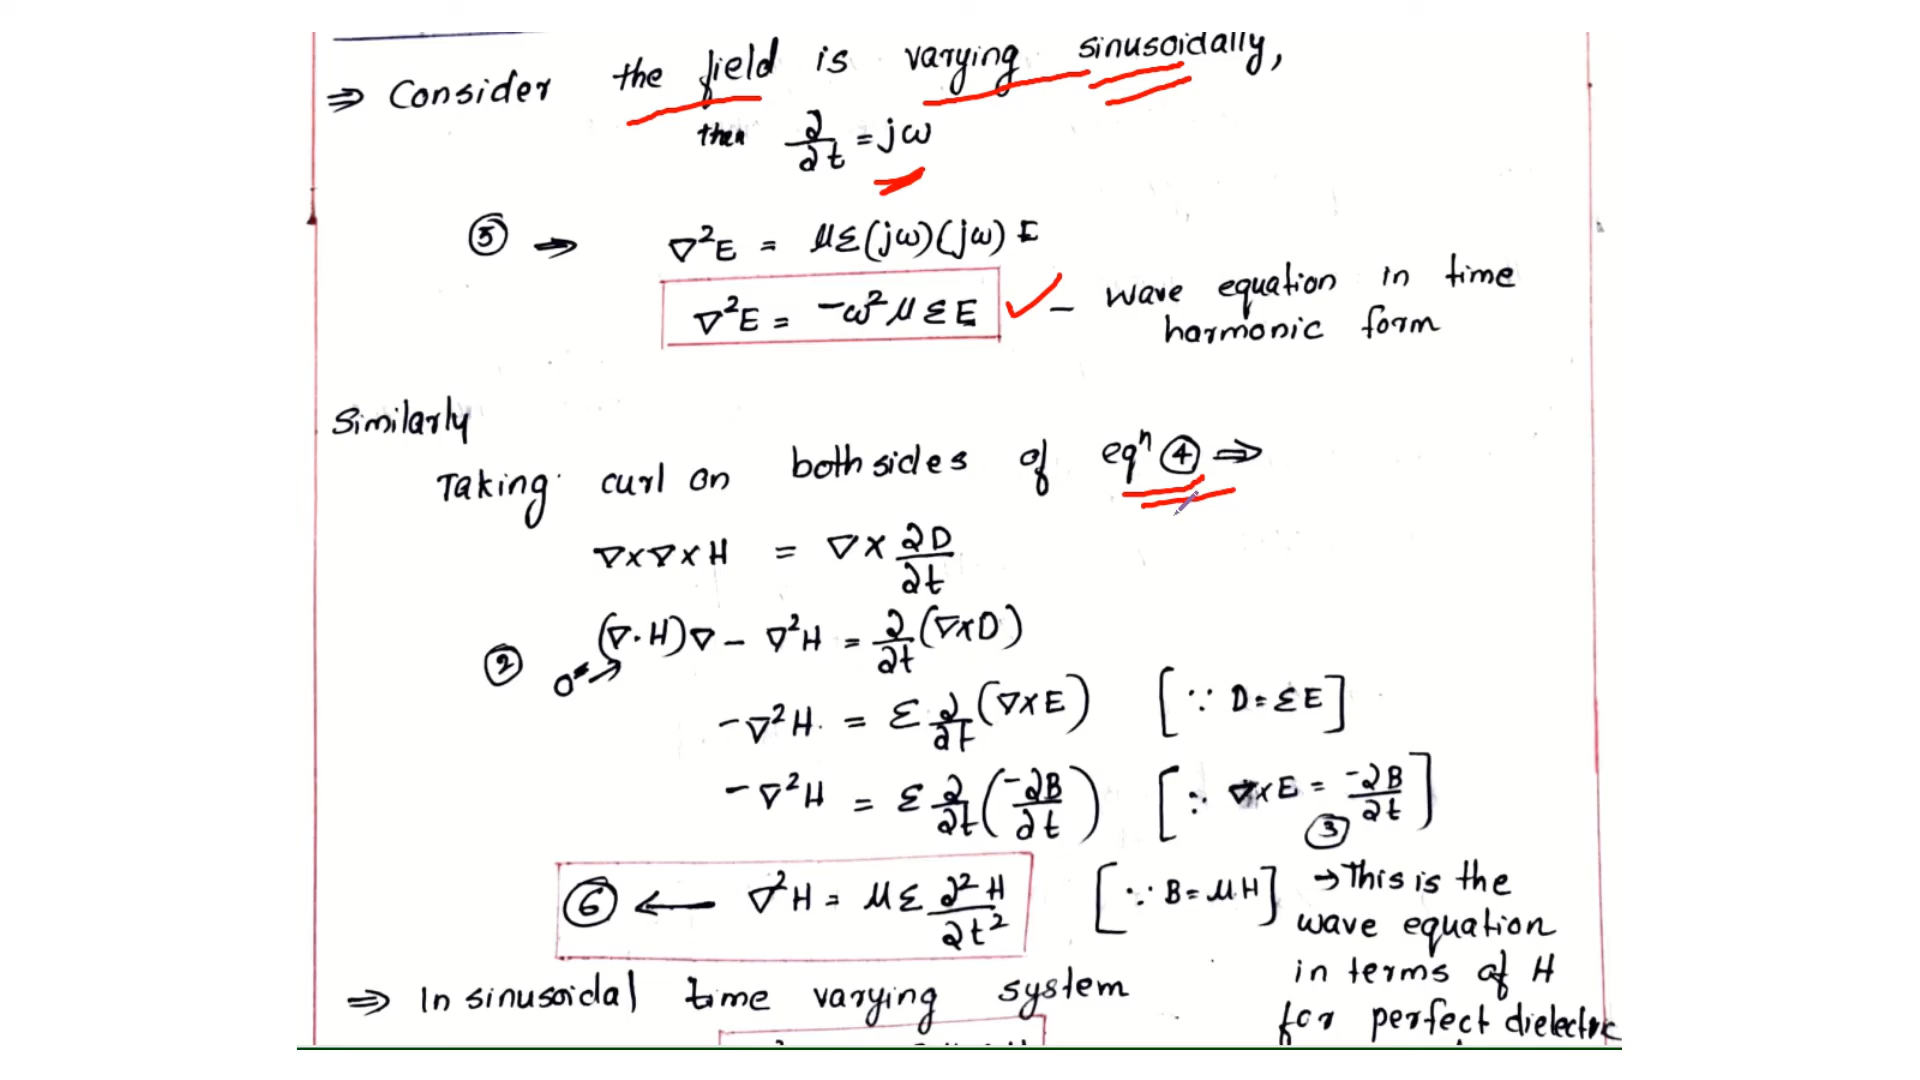 ⇒ Consider the field is varying sinusoidally,
then ∂/∂t = jω
⑤ ⇒ ∇²E = με(jω)(jω) E
∇²E = -ω²μεE – wave equation in time
harmonic form
Similarly
Taking curl on both sides of eqⁿ ④ ⇒
∇×∇×H = ∇× ∂D/∂t
② 0 → (∇·H)∇ - ∇²H = ∂/∂t (∇×D)
-∇²H = ε ∂/∂t (∇×E) [∵ D = εE]
-∇²H = ε ∂/∂t (-∂B/∂t) [∵ ∇×E = -∂B/∂t] ③
⑥ ← ∇²H = με ∂²H/∂t² [∵ B = μH] → This is the
wave equation
in terms of H
for perfect dielectric
⇒ In sinusoidal time varying system